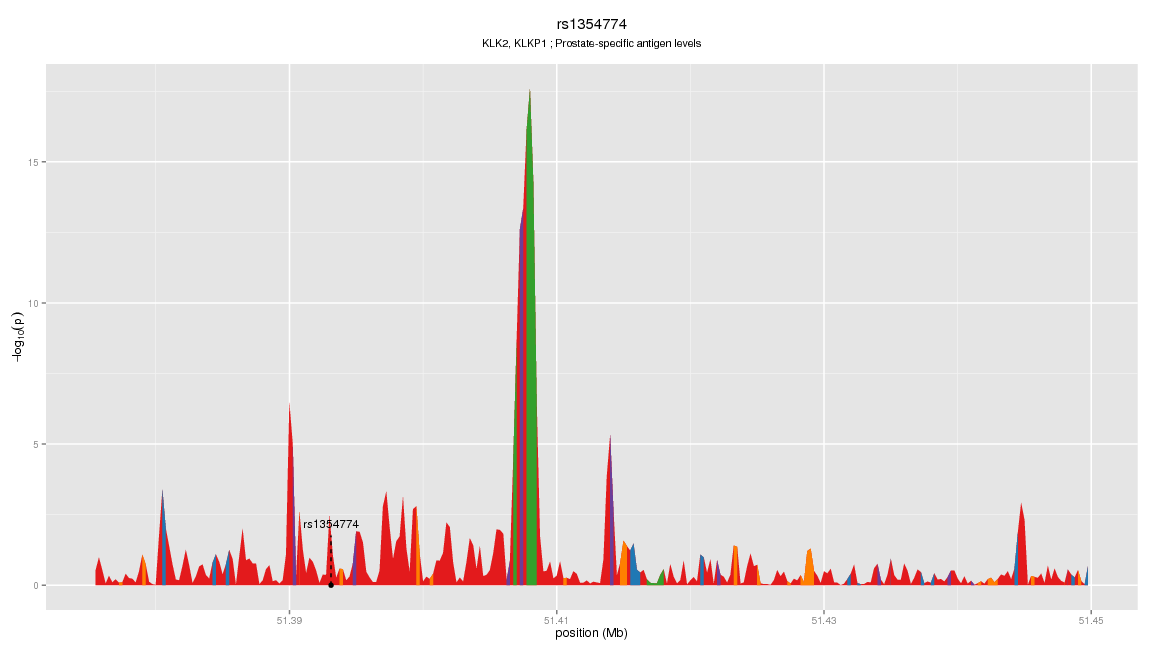 rs1354774
KLK2, KLKP1 ; Prostate-specific antigen levels
−log10(p)
15
10
5
0
rs1354774
51.39
51.41
51.43
51.45
position (Mb)